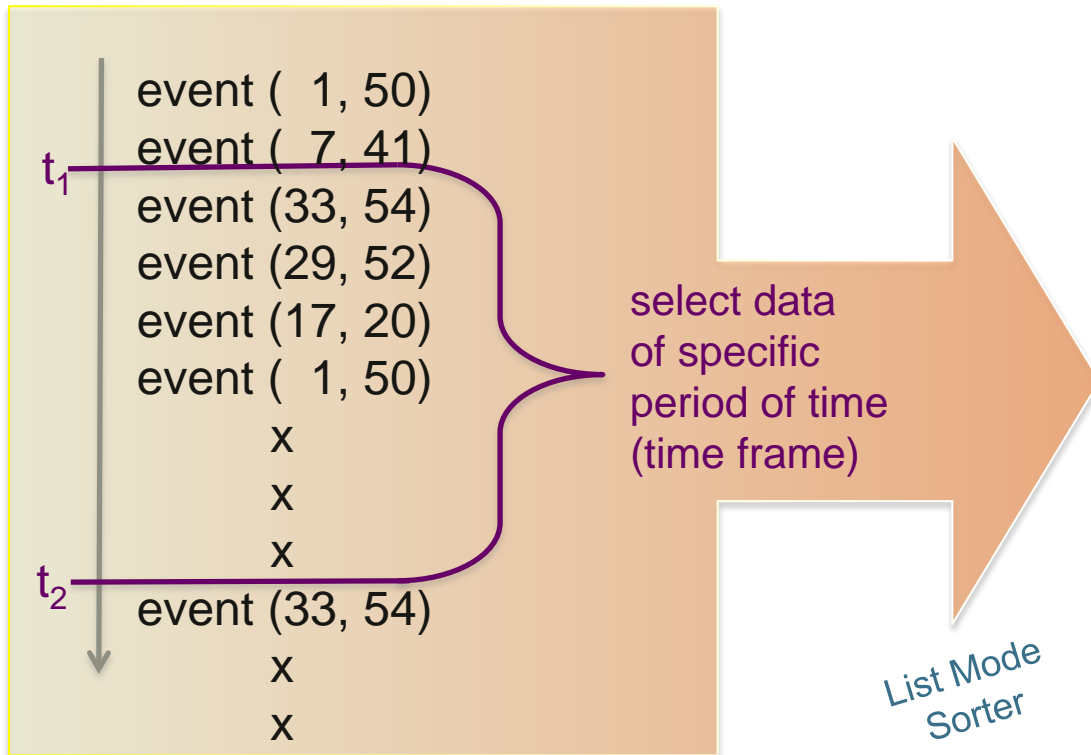 event ( 1, 50)
t1
event ( 7, 41)
event (33, 54)
event (29, 52)
event (17, 20)
event ( 1, 50)
x
x
x
t2
event (33, 54)
x
x
select data
of specific
period of time
(time frame)
List Mode
Sorter